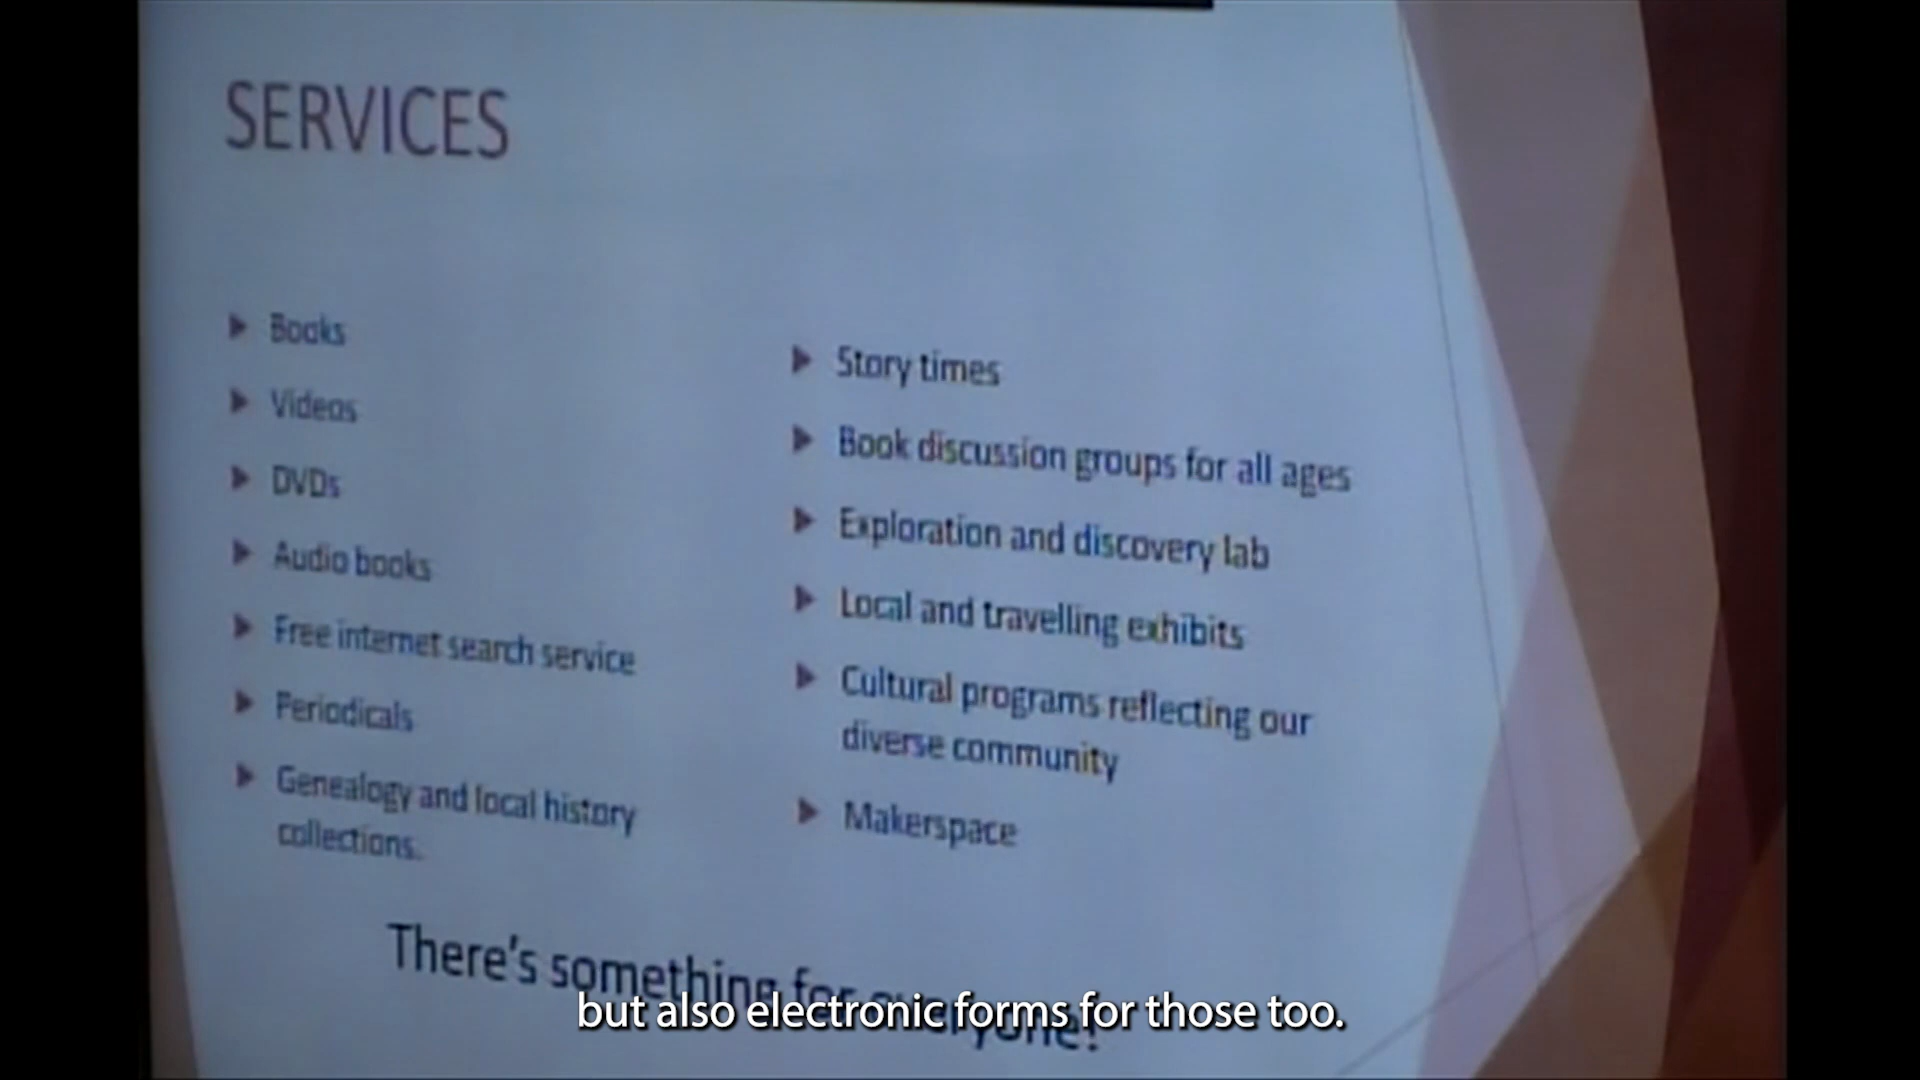 SERVICES
Books
Videos
DVDs
Audio books
Free internet search service
Periodicals
Genealogy and local history
collections.
Story times
Book discussion groups for all ages
Exploration and discovery lab
Local and travelling exhibits
Cultural programs reflecting our
diverse community
Makerspace
There's something for everyone!
but also electronic forms for those too.